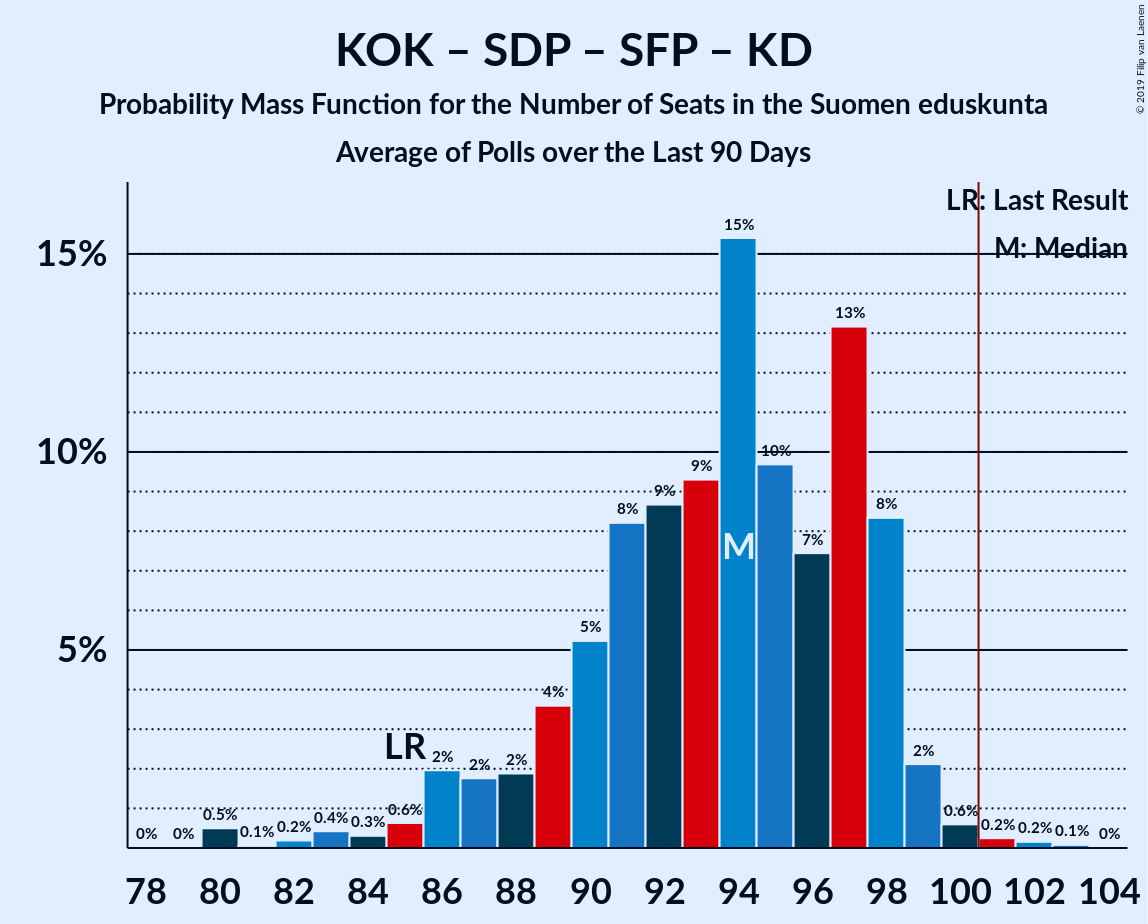 KOK – SDP – SFP – KD
Probability Mass Function for the Number of Seats in the Suomen eduskunta
Average of Polls over the Last 90 Days
© 2019 Filip van Laenen
LR: Last Result
M: Median
15%
10%
5%
0% 0% 0.5% 0.1% 0.2% 0.4% 0.3% 0.6% 2% 2% 2% 4% 5% 8% 9% 9% 15% 10% 7% 13% 8% 2% 0.6% 0.2% 0.2% 0.1% 0%
LR
M
78 80 82 84 86 88 90 92 94 96 98 100 102 104